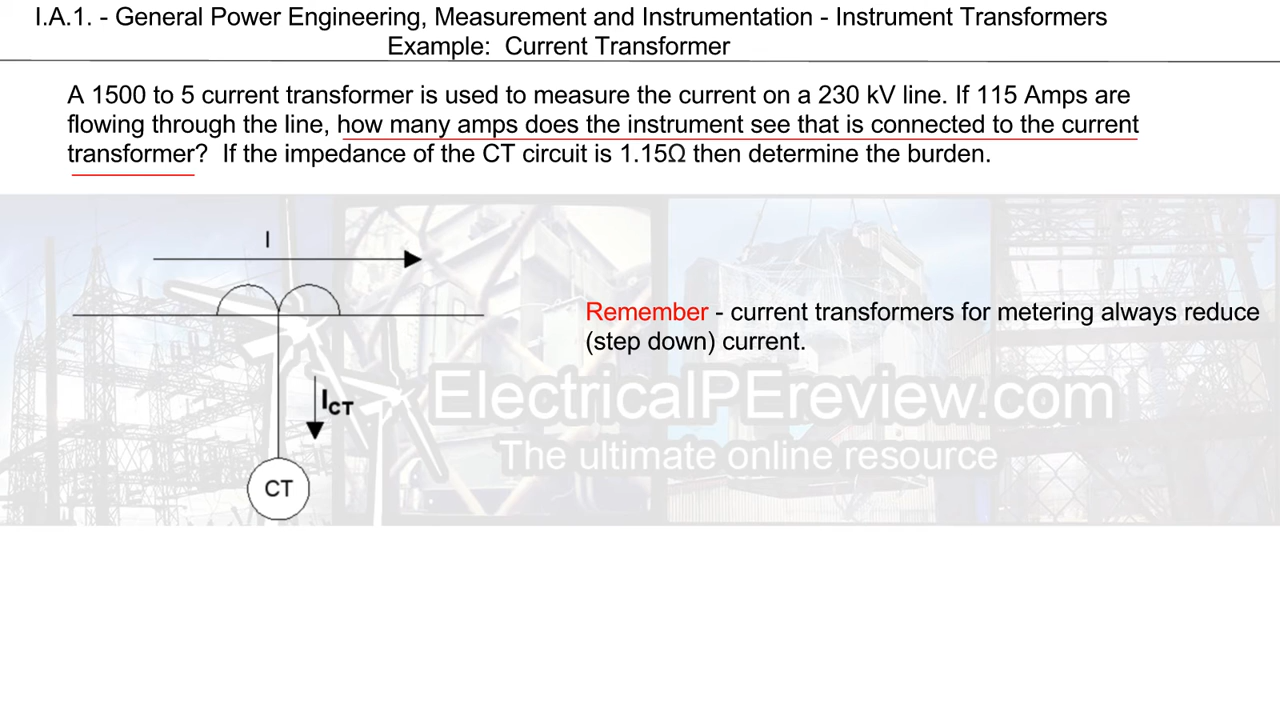 I.A.1. - General Power Engineering, Measurement and Instrumentation - Instrument Transformers
Example: Current Transformer
A 1500 to 5 current transformer is used to measure the current on a 230 kV line. If 115 Amps are
flowing through the line, how many amps does the instrument see that is connected to the current
transformer? If the impedance of the CT circuit is 1.15Ω then determine the burden.
I
Remember - current transformers for metering always reduce
(step down) current.
ICT
ElectricalPEreview.com
The ultimate online resource
CT